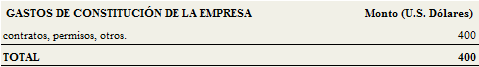 GASTOS DE CONSTITUCIÓN DE LA EMPRESA Monto (U.S. Dólares)
contratos, permisos, otros. 400
TOTAL 400